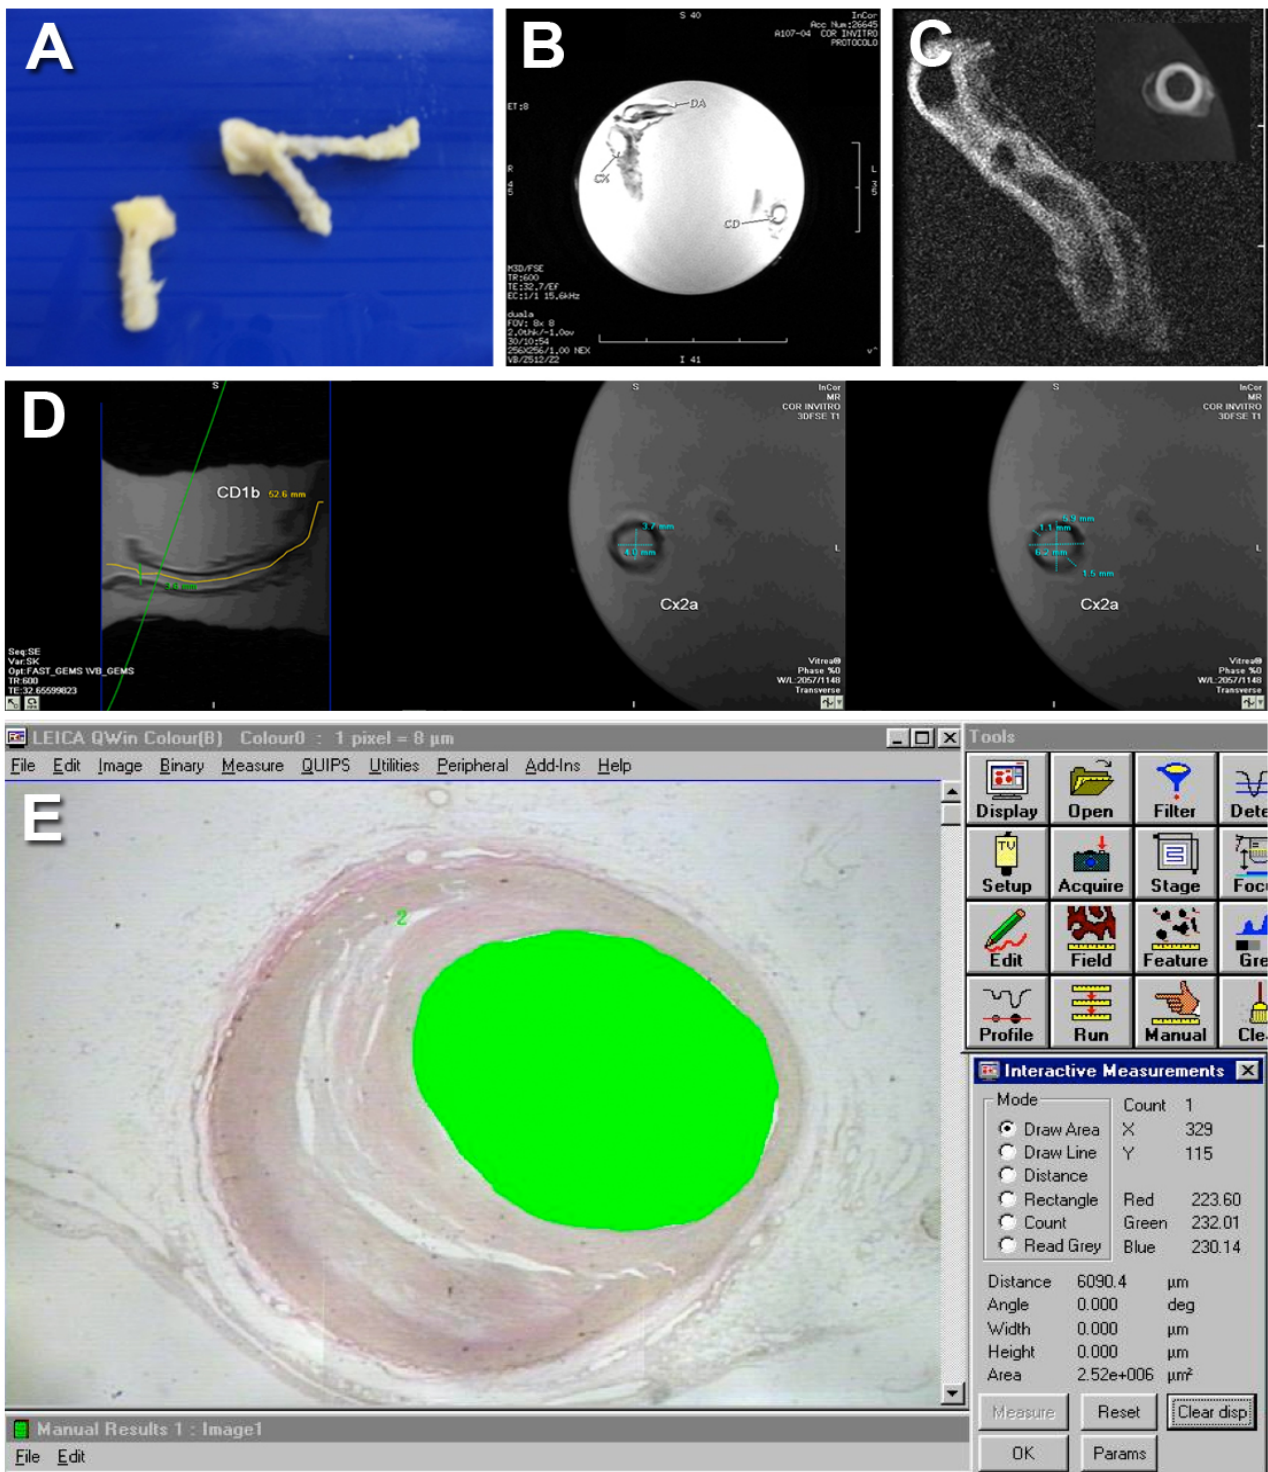 A
B
S 40
InCor
Acc Num:26645
A107-04 COR INVITRO
PROTOCOLO
ET:8
DA
CX
CD
R
L
M3D/FSE
TR:600
TE:32.7/Ef
EC:1/1 15.6kHz
duala
FOV: 8x 8
2.0thk/-1.0ov
30/10:54
256X256/1.00 NEX
I 41
C
D
S
CD1b 52.6 mm
Seq:SE
Var:SK
Opt:FAST_GEMS \VB_GEMS
TR:600
TE:32.65599823
S
InCor
MR
COR INVITRO
3DFSE T1
3.7 mm
4.0 mm
L
Cx2a
Vitrea®
Phase %0
W/L:2057/1148
Transverse
S
InCor
MR
COR INVITRO
3DFSE T1
5.9 mm
1.1 mm
6.2 mm
1.5 mm
L
Cx2a
Vitrea®
Phase %0
W/L:2057/1148
Transverse
LEICA QWin Colour(B) Colour0 : 1 pixel = 8 µm
File Edit Image Binary Measure QUIPS Utilities Peripheral Add-Ins Help
E
2
Tools
Display Open Filter Dete
TV
Setup Acquire Stage Focu
Edit Field Feature Gre
Profile Run Manual Clea
Interactive Measurements
Mode
Draw Area
Draw Line
Distance
Rectangle
Count
Read Grey
Count 1
X 329
Y 115
Red 223.60
Green 232.01
Blue 230.14
Distance 6090.4 µm
Angle 0.000 deg
Width 0.000 µm
Height 0.000 µm
Area 2.52e+006 µm²
Measure Reset Clear disp
OK Params
Manual Results 1 : Image1
File Edit